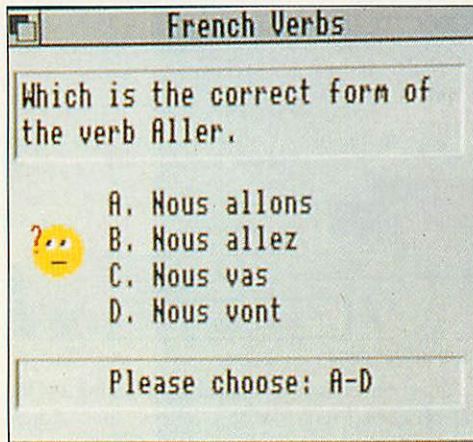 French Verbs
Which is the correct form of
the verb Aller.
A. Nous allons
B. Nous allez
C. Nous vas
D. Nous vont
?
Please choose: A-D